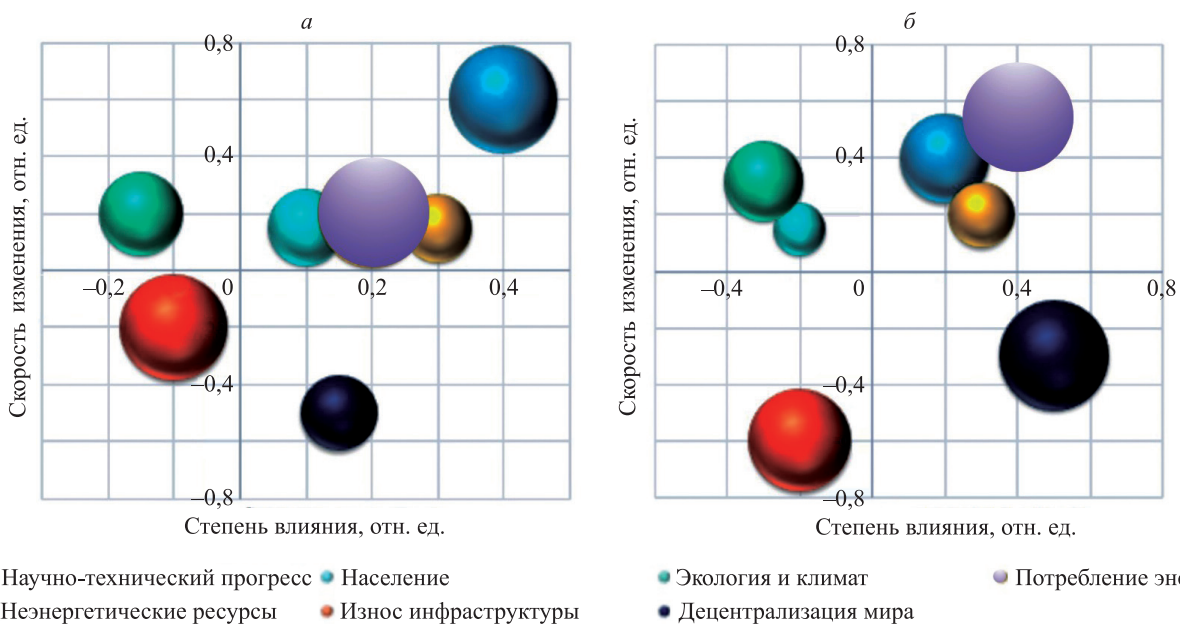 а
б
Скорость изменения, отн. ед.
0,8
0,4
–0,2
0
0,2
0,4
–0,4
–0,8
Степень влияния, отн. ед.
Скорость изменения, отн. ед.
0,8
0,4
–0,4
0
0,4
0,8
–0,4
–0,8
Степень влияния, отн. ед.
Научно-технический прогресс Население Экология и климат Потребление
Неэнергетические ресурсы Износ инфраструктуры Децентрализация мира